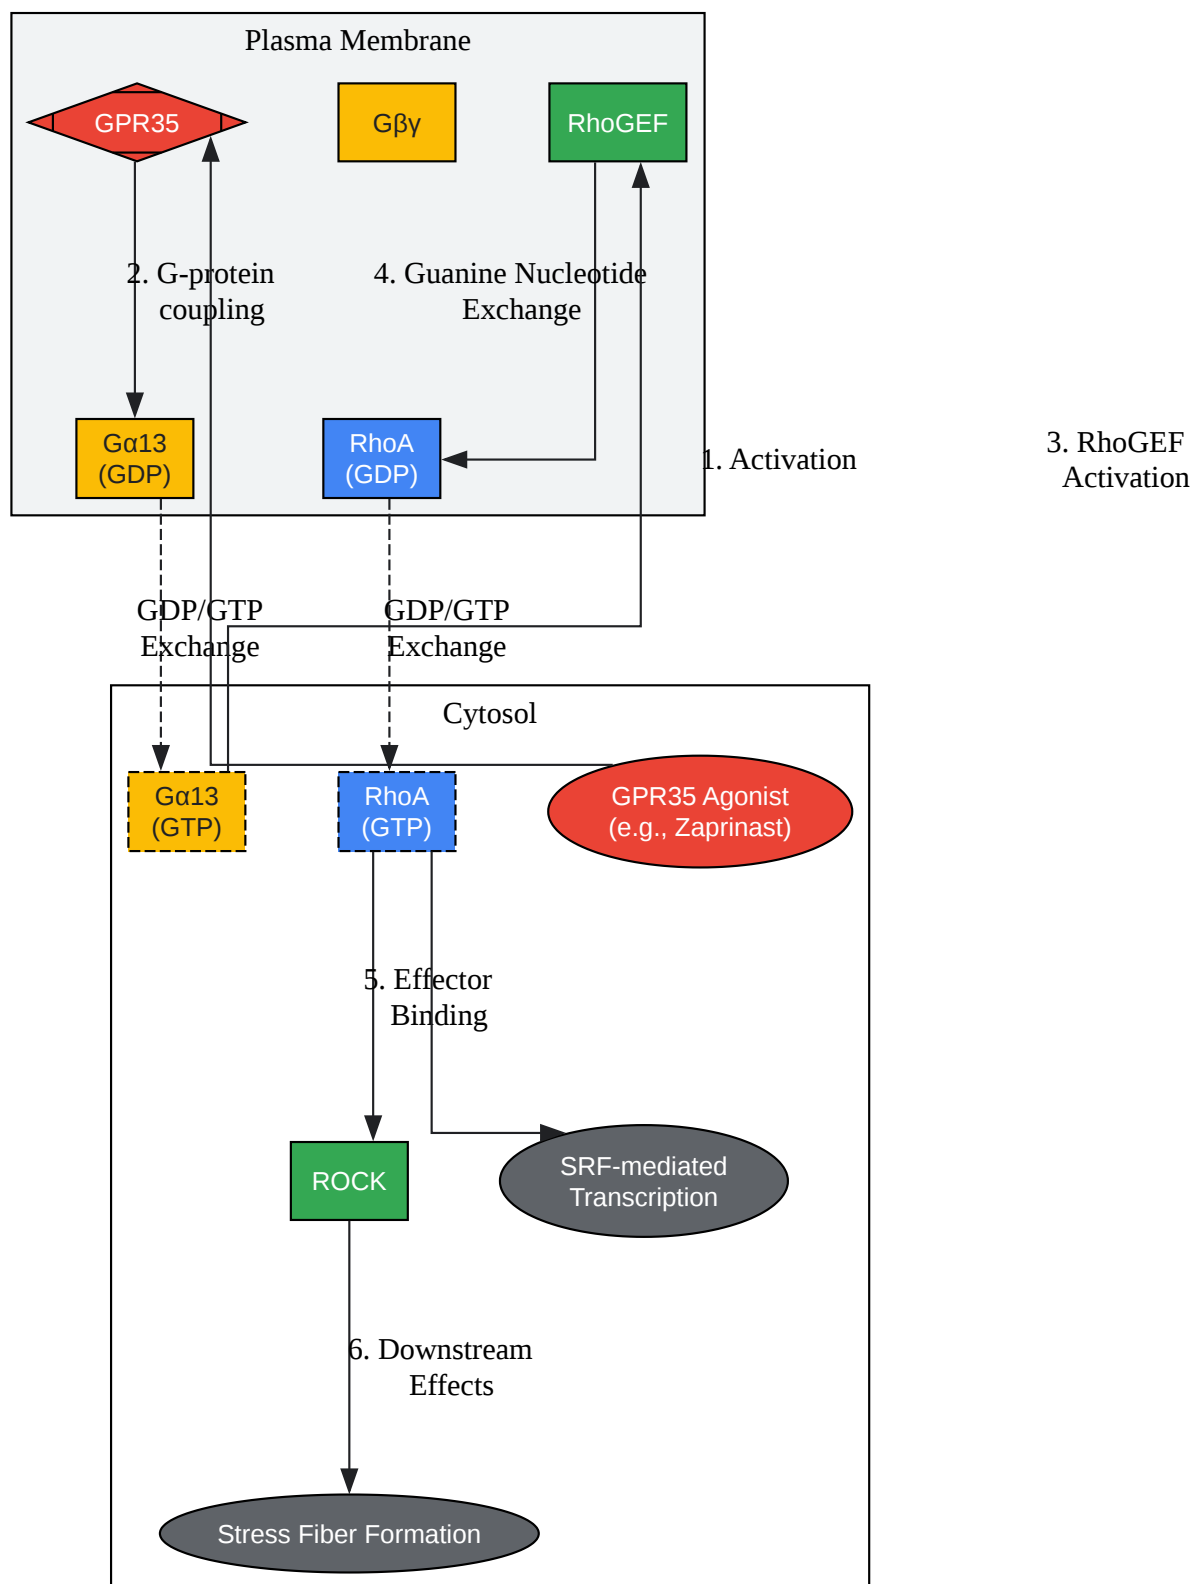 Plasma Membrane
GPR35
Gβγ
RhoGEF
2. G-protein
coupling
4. Guanine Nucleotide
Exchange
Gα13
(GDP)
RhoA
(GDP)
1. Activation
3. RhoGEF
Activation
GDP/GTP
Exchange
GDP/GTP
Exchange
Cytosol
Gα13
(GTP)
RhoA
(GTP)
GPR35 Agonist
(e.g., Zaprinast)
5. Effector
Binding
ROCK
SRF-mediated
Transcription
6. Downstream
Effects
Stress Fiber Formation